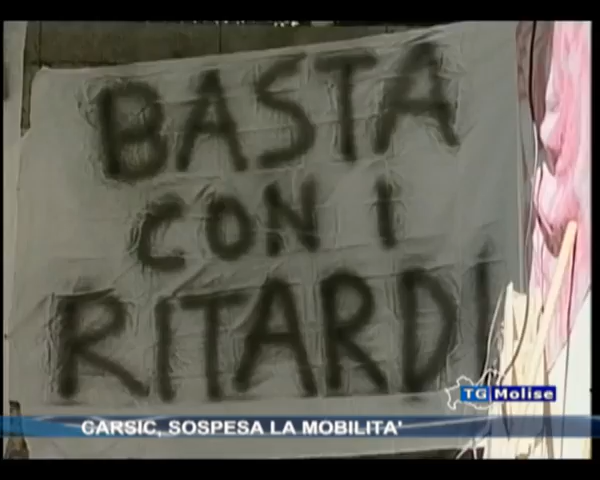 BASTA
CON I
RITARDI
TG Molise
CARSIC, SOSPESA LA MOBILITA'